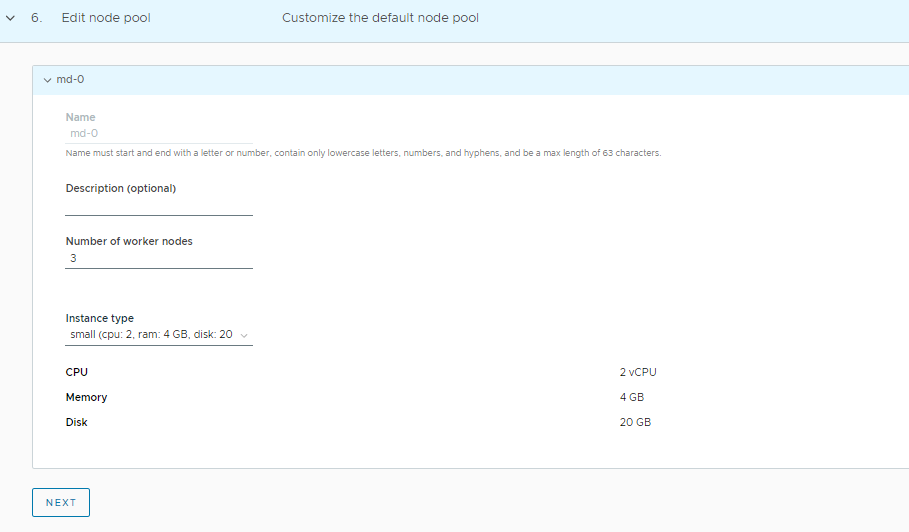 6. Edit node pool Customize the default node pool
md-0
Name
md-0
Name must start and end with a letter or number, contain only lowercase letters, numbers, and hyphens, and be a max length of 63 characters.
Description (optional)
Number of worker nodes
3
Instance type
small (cpu: 2, ram: 4 GB, disk: 20
CPU 2 vCPU
Memory 4 GB
Disk 20 GB
NEXT